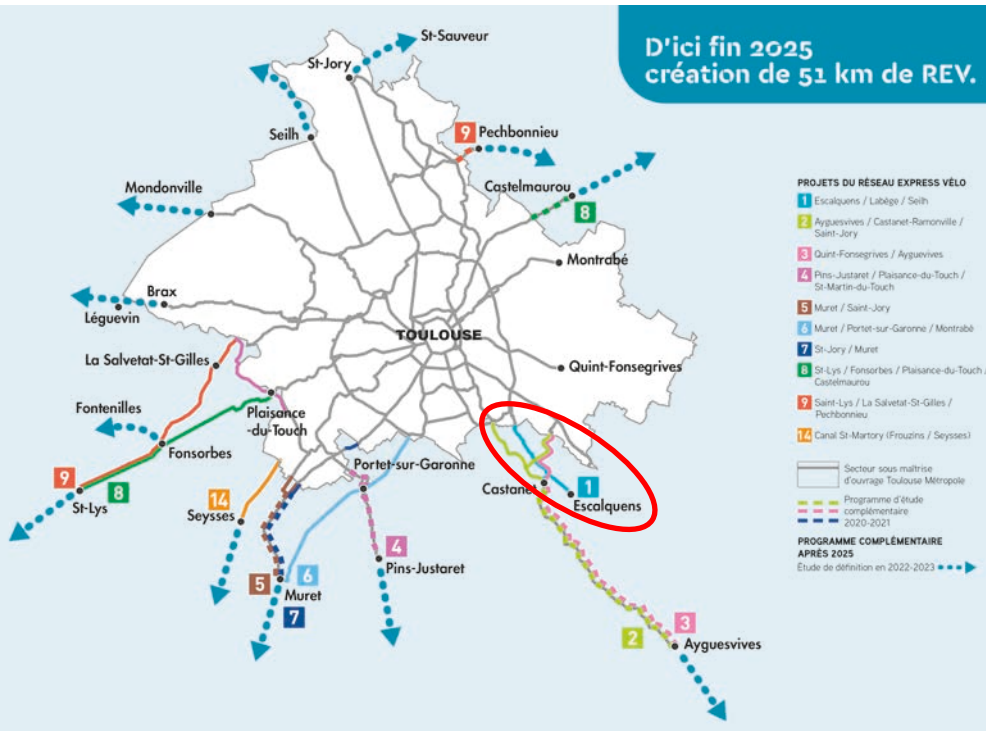 D'ici fin 2025
création de 51 km de REV.
St-Sauveur
St-Jory
Seilh
9 Pechbonnieu
Mondonville
Castelmaurou
8
Montrabé
Brax
Léguevin
TOULOUSE
La Salvetat-St-Gilles
Quint-Fonsegrives
Fontenilles
Plaisance
-du-Touch
Fonsorbes
Portet-sur-Garonne
9
8
St-Lys
14
Seysses
Castanet
1
Escalquens
4
Pins-Justaret
5
6
Muret
7
2
3
Ayguesvives
PROJETS DU RÉSEAU EXPRESS VÉLO
1 Escalquens / Labège / Seilh
2 Ayguesvives / Castanet-Ramonville /
Saint-Jory
3 Quint-Fonsegrives / Ayguevives
4 Pins-Justaret / Plaisance-du-Touch /
St-Martin-du-Touch
5 Muret / Saint-Jory
6 Muret / Portet-sur-Garonne / Montrabé
7 St-Jory / Muret
8 St-Lys / Fonsorbes / Plaisance-du-Touch /
Castelmaurou
9 Saint-Lys / La Salvetat-St-Gilles /
Pechbonnieu
14 Canal St-Martory (Frouzins / Seysses)
Secteur sous maîtrise
d'ouvrage Toulouse Métropole
Programme d'étude
complémentaire
2020-2021
PROGRAMME COMPLÉMENTAIRE
APRÈS 2025
Étude de définition en 2022-2023